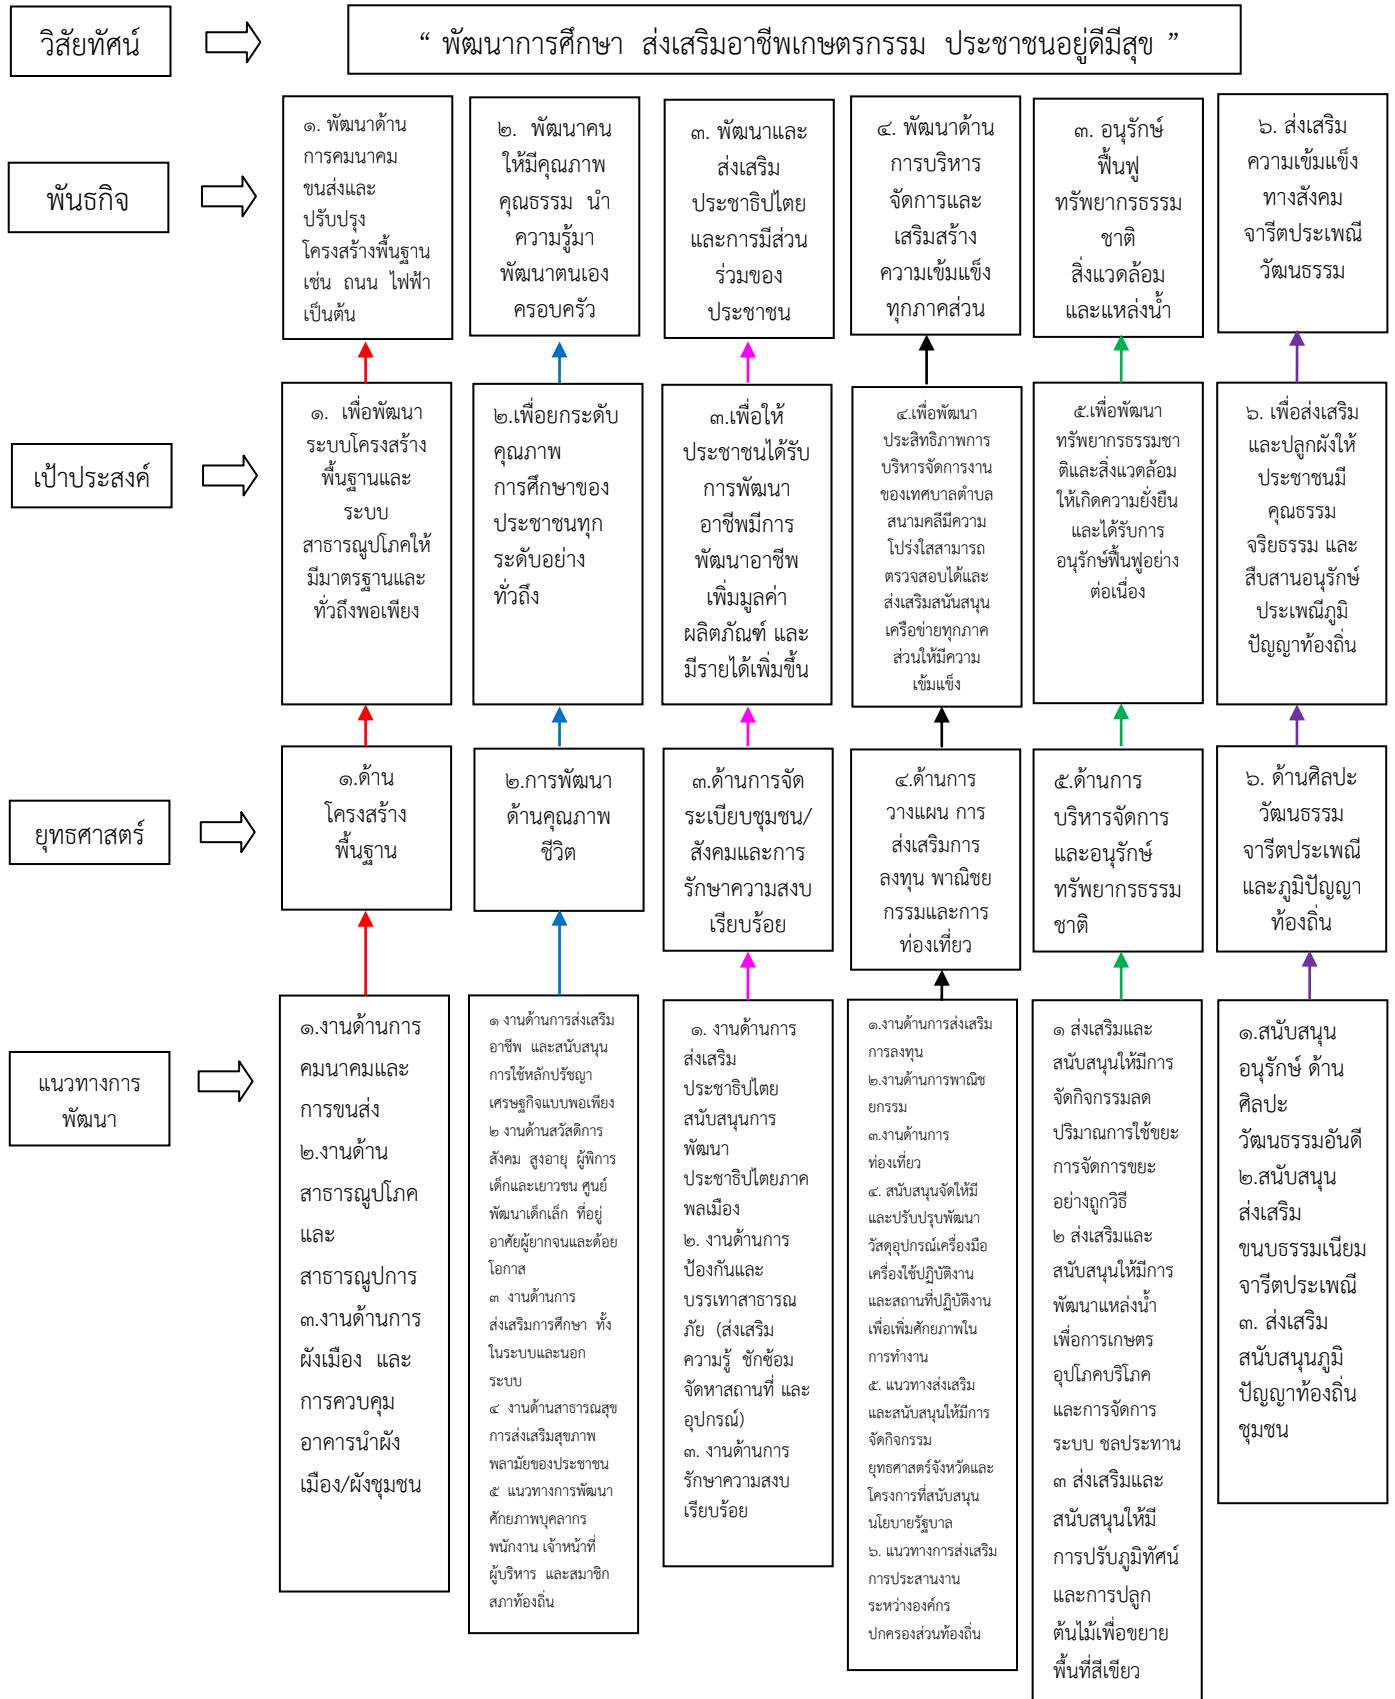 วิสัยทัศน์
“ พัฒนาการศึกษา ส่งเสริมอาชีพเกษตรกรรม ประชาชนอยู่ดีมีสุข ”
พันธกิจ
๑. พัฒนาด้าน
การคมนาคม
ขนส่งและ
ปรับปรุง
โครงสร้างพื้นฐาน
เช่น ถนน ไฟฟ้า
เป็นต้น
๒. พัฒนาคน
ให้มีคุณภาพ
คุณธรรม นำ
ความรู้มา
พัฒนาตนเอง
ครอบครัว
๓. พัฒนาและ
ส่งเสริม
ประชาธิปไตย
และการมีส่วน
ร่วมของ
ประชาชน
๔. พัฒนาด้าน
การบริหาร
จัดการและ
เสริมสร้าง
ความเข้มแข็ง
ทุกภาคส่วน
๓. อนุรักษ์
ฟื้นฟู
ทรัพยากรธรรม
ชาติ
สิ่งแวดล้อม
และแหล่งน้ำ
๖. ส่งเสริม
ความเข้มแข็ง
ทางสังคม
จารีตประเพณี
วัฒนธรรม
เป้าประสงค์
๑. เพื่อพัฒนา
ระบบโครงสร้าง
พื้นฐานและ
ระบบ
สาธารณูปโภคให้
มีมาตรฐานและ
ทั่วถึงพอเพียง
๒.เพื่อยกระดับ
คุณภาพ
การศึกษาของ
ประชาชนทุก
ระดับอย่าง
ทั่วถึง
๓.เพื่อให้
ประชาชนได้รับ
การพัฒนา
อาชีพมีการ
พัฒนาอาชีพ
เพิ่มมูลค่า
ผลิตภัณฑ์ และ
มีรายได้เพิ่มขึ้น
๔.เพื่อพัฒนา
ประสิทธิภาพการ
บริหารจัดการงาน
ของเทศบาลตำบล
สนามคลีมีความ
โปร่งใสสามารถ
ตรวจสอบได้และ
ส่งเสริมสนันสนุน
เครือข่ายทุกภาค
ส่วนให้มีความ
เข้มแข็ง
๕.เพื่อพัฒนา
ทรัพยากรธรรมชา
ติและสิ่งแวดล้อม
ให้เกิดความยั่งยืน
และได้รับการ
อนุรักษ์ฟื้นฟูอย่าง
ต่อเนื่อง
๖. เพื่อส่งเสริม
และปลูกผังให้
ประชาชนมี
คุณธรรม
จริยธรรม และ
สืบสานอนุรักษ์
ประเพณีภูมิ
ปัญญาท้องถิ่น
ยุทธศาสตร์
๑.ด้าน
โครงสร้าง
พื้นฐาน
๒.การพัฒนา
ด้านคุณภาพ
ชีวิต
๓.ด้านการจัด
ระเบียบชุมชน/
สังคมและการ
รักษาความสงบ
เรียบร้อย
๔.ด้านการ
วางแผน การ
ส่งเสริมการ
ลงทุน พาณิชย
กรรมและการ
ท่องเที่ยว
๕.ด้านการ
บริหารจัดการ
และอนุรักษ์
ทรัพยากรธรรม
ชาติ
๖. ด้านศิลปะ
วัฒนธรรม
จารีตประเพณี
และภูมิปัญญา
ท้องถิ่น
แนวทางการ
พัฒนา
๑.งานด้านการ
คมนาคมและ
การขนส่ง
๒.งานด้าน
สาธารณูปโภค
และ
สาธารณูปการ
๓.งานด้านการ
ผังเมือง และ
การควบคุม
อาคารนำผัง
เมือง/ผังชุมชน
๑ งานด้านการส่งเสริม
อาชีพ และสนับสนุน
การใช้หลักปรัชญา
เศรษฐกิจแบบพอเพียง
๒ งานด้านสวัสดิการ
สังคม สูงอายุ ผู้พิการ
เด็กและเยาวชน ศูนย์
พัฒนาเด็กเล็ก ที่อยู่
อาศัยผู้ยากจนและด้อย
โอกาส
๓ งานด้านการ
ส่งเสริมการศึกษา ทั้ง
ในระบบและนอก
ระบบ
๔ งานด้านสาธารณสุข
การส่งเสริมสุขภาพ
พลามัยของประชาชน
๕ แนวทางการพัฒนา
ศักยภาพบุคลากร
พนักงาน เจ้าหน้าที่
ผู้บริหาร และสมาชิก
สภาท้องถิ่น
๑. งานด้านการ
ส่งเสริม
ประชาธิปไตย
สนับสนุนการ
พัฒนา
ประชาธิปไตยภาค
พลเมือง
๒. งานด้านการ
ป้องกันและ
บรรเทาสาธารณ
ภัย (ส่งเสริม
ความรู้ ชักซ้อม
จัดหาสถานที่ และ
อุปกรณ์)
๓. งานด้านการ
รักษาความสงบ
เรียบร้อย
๑.งานด้านการส่งเสริม
การลงทุน
๒.งานด้านการพาณิช
ยกรรม
๓.งานด้านการ
ท่องเที่ยว
๔. สนับสนุนจัดให้มี
และปรับปรุบพัฒนา
วัสดุอุปกรณ์เครื่องมือ
เครื่องใช้ปฏิบัติงาน
และสถานที่ปฏิบัติงาน
เพื่อเพิ่มศักยภาพใน
การทำงาน
๕. แนวทางส่งเสริม
และสนับสนุนให้มีการ
จัดกิจกรรม
ยุทธศาสตร์จังหวัดและ
โครงการที่สนับสนุน
นโยบายรัฐบาล
๖. แนวทางการส่งเสริม
การประสานงาน
ระหว่างองค์กร
ปกครองส่วนท้องถิ่น
๑ ส่งเสริมและ
สนับสนุนให้มีการ
จัดกิจกรรมลด
ปริมาณการใช้ขยะ
การจัดการขยะ
อย่างถูกวิธี
๒ ส่งเสริมและ
สนับสนุนให้มีการ
พัฒนาแหล่งน้ำ
เพื่อการเกษตร
อุปโภคบริโภค
และการจัดการ
ระบบ ชลประทาน
๓ ส่งเสริมและ
สนับสนุนให้มี
การปรับภูมิทัศน์
และการปลูก
ต้นไม้เพื่อขยาย
พื้นที่สีเขียว
๑.สนับสนุน
อนุรักษ์ ด้าน
ศิลปะ
วัฒนธรรมอันดี
๒.สนับสนุน
ส่งเสริม
ขนบธรรมเนียม
จารีตประเพณี
๓. ส่งเสริม
สนับสนุนภูมิ
ปัญญาท้องถิ่น
ชุมชน